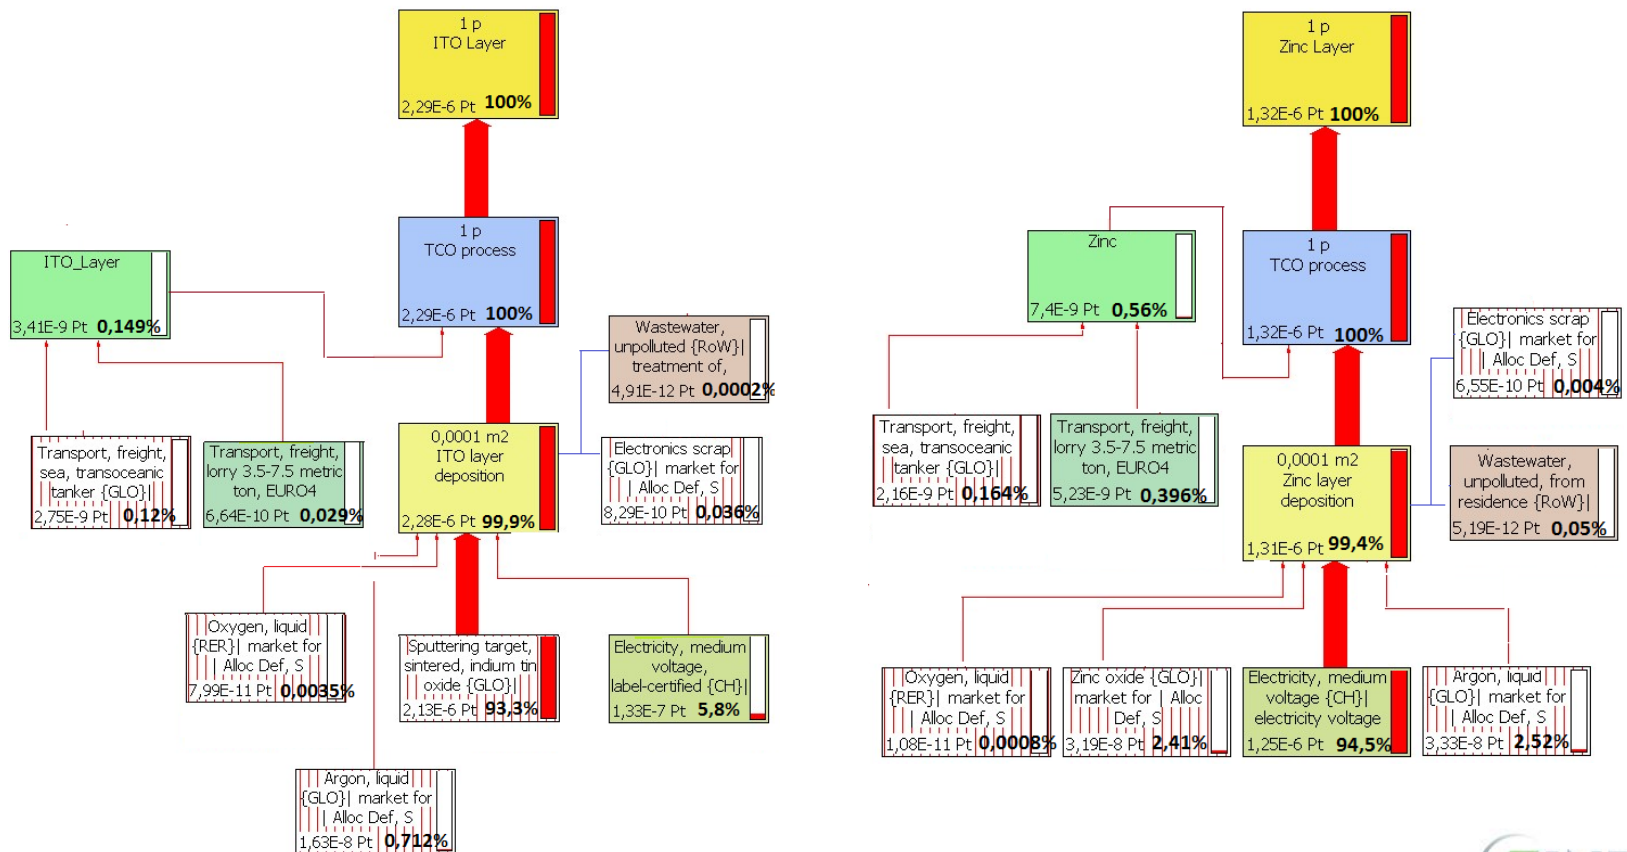 1 p
ITO Layer
2,29E-6 Pt 100%
1 p
TCO process
2,29E-6 Pt 100%
ITO_Layer
3,41E-9 Pt 0,149%
Wastewater,
unpolluted {RoW}|
treatment of,
4,91E-12 Pt 0,0002%
Transport, freight,
sea, transoceanic
tanker {GLO}|
2,75E-9 Pt 0,12%
Transport, freight,
lorry 3.5-7.5 metric
ton, EURO4
6,64E-10 Pt 0,029%
0,0001 m2
ITO layer
deposition
2,28E-6 Pt 99,9%
Electronics scrap
{GLO}| market for
| Alloc Def, S
8,29E-10 Pt 0,036%
Oxygen, liquid
{RER}| market for
| Alloc Def, S
7,99E-11 Pt 0,0035%
Sputtering target,
sintered, indium tin
oxide {GLO}|
2,13E-6 Pt 93,3%
Electricity, medium
voltage,
label-certified {CH}|
1,33E-7 Pt 5,8%
Argon, liquid
{GLO}| market for
| Alloc Def, S
1,63E-8 Pt 0,712%
1 p
Zinc Layer
1,32E-6 Pt 100%
Zinc
7,4E-9 Pt 0,56%
1 p
TCO process
1,32E-6 Pt 100%
Electronics scrap
{GLO}| market for
| Alloc Def, S
6,55E-10 Pt 0,004%
Transport, freight,
sea, transoceanic
tanker {GLO}|
2,16E-9 Pt 0,164%
Transport, freight,
lorry 3.5-7.5 metric
ton, EURO4
5,23E-9 Pt 0,396%
0,0001 m2
Zinc layer
deposition
1,31E-6 Pt 99,4%
Wastewater,
unpolluted, from
residence {RoW}|
5,19E-12 Pt 0,05%
Oxygen, liquid
{RER}| market for
| Alloc Def, S
1,08E-11 Pt 0,0008%
Zinc oxide {GLO}|
market for | Alloc
Def, S
3,19E-8 Pt 2,41%
Electricity, medium
voltage {CH}|
electricity voltage
1,25E-6 Pt 94,5%
Argon, liquid
{GLO}| market for
| Alloc Def, S
3,33E-8 Pt 2,52%